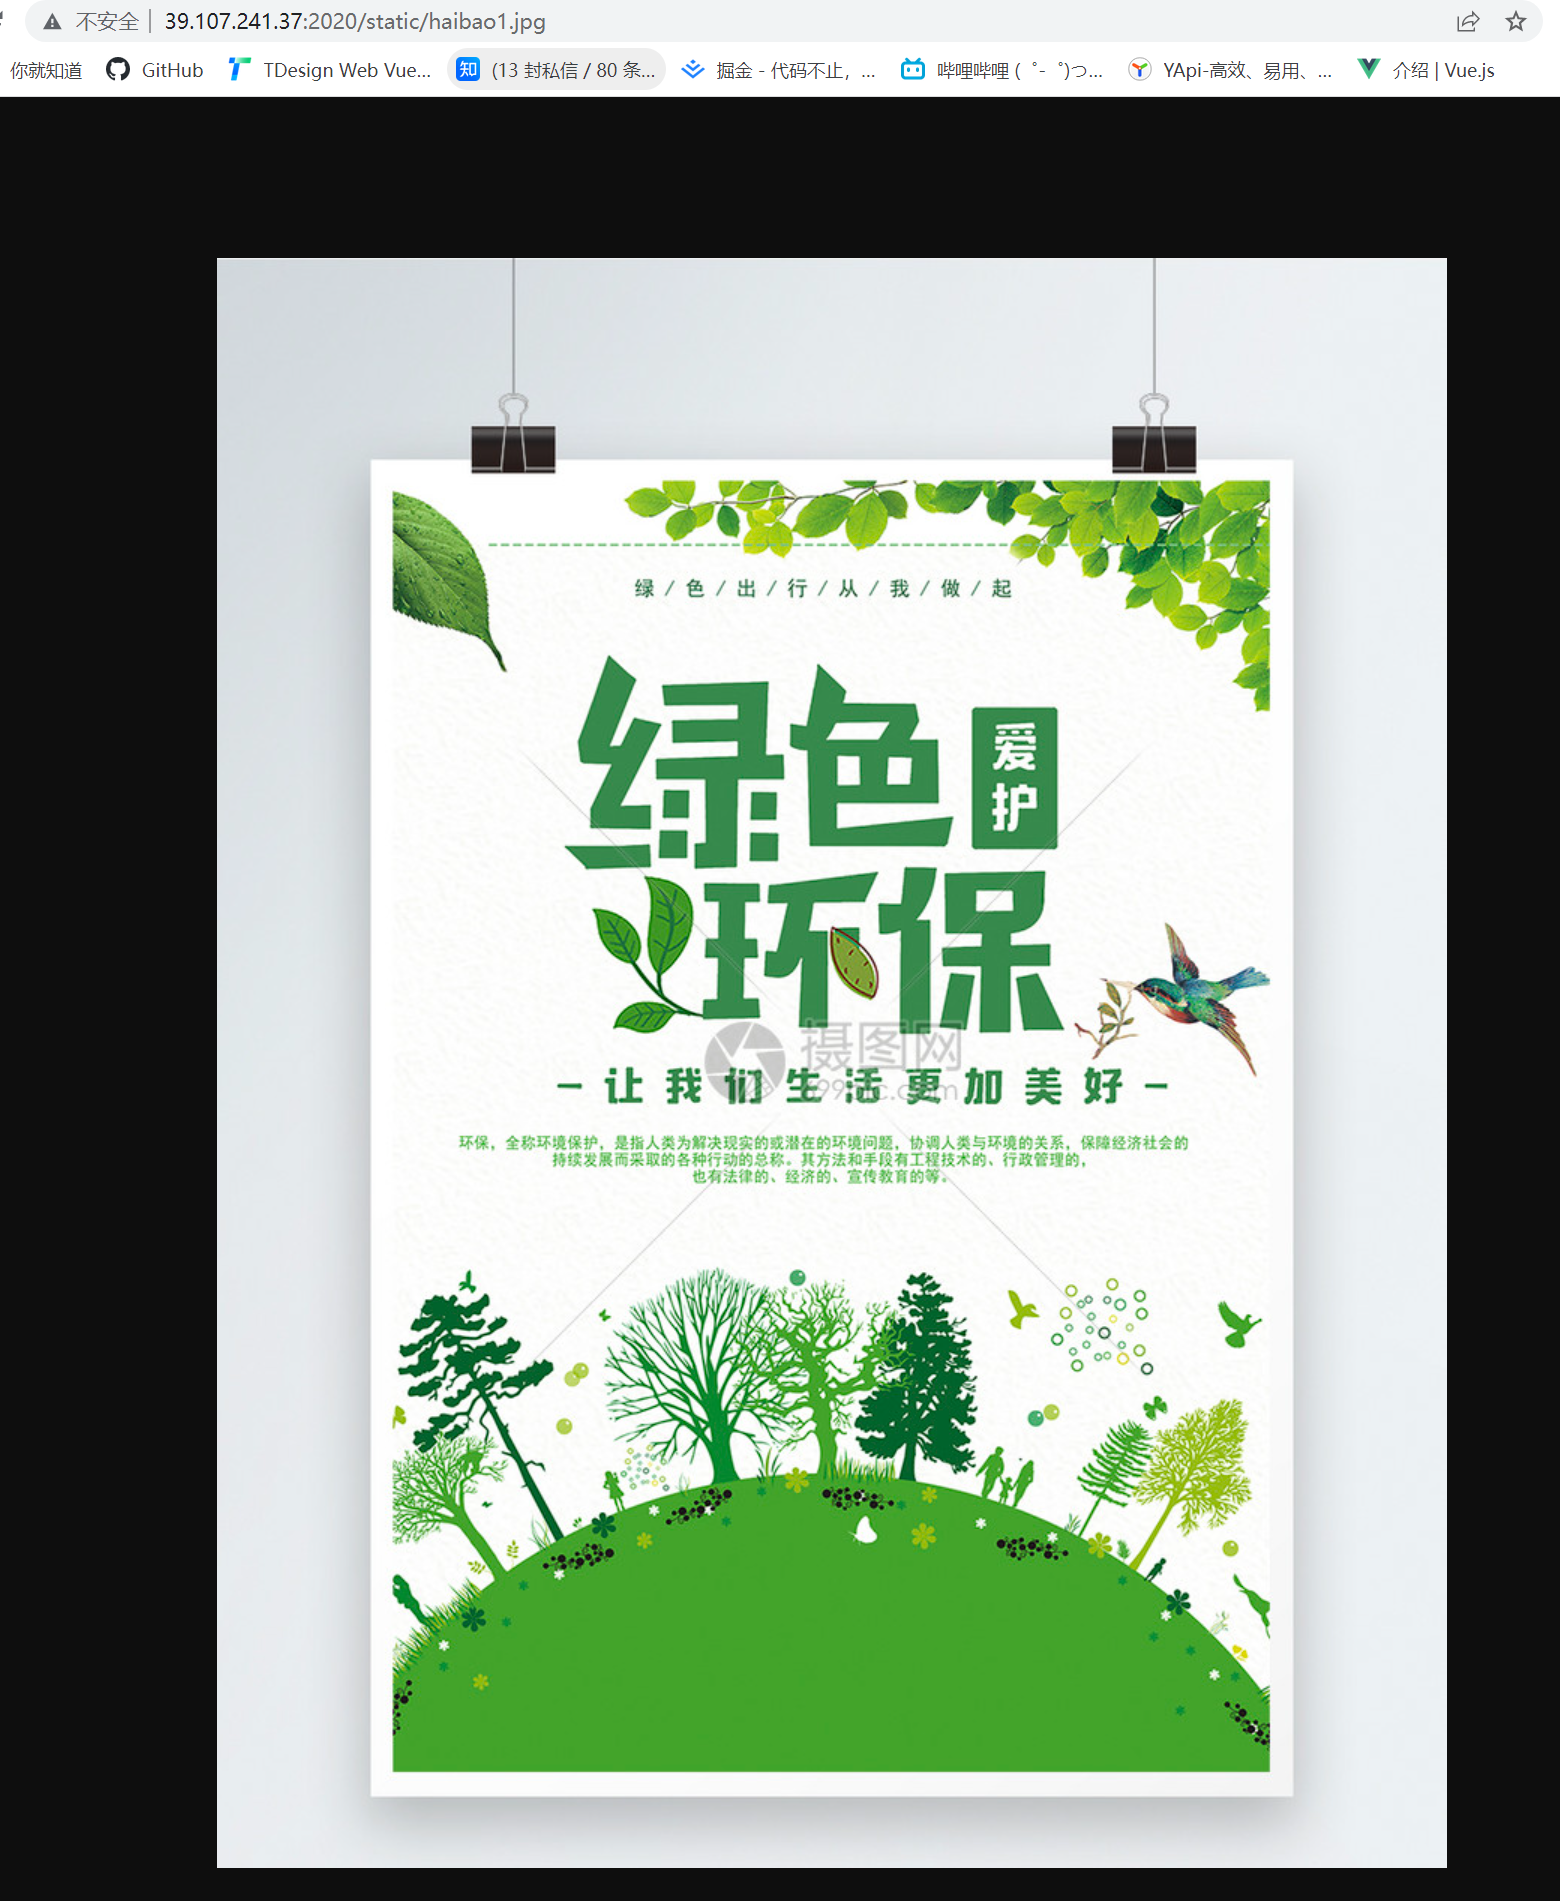 不安全 | 39.107.241.37:2020/static/haibao1.jpg
你就知道 GitHub TDesign Web Vue... 知 (13 封私信 / 80 条... 掘金 - 代码不止，... 哔哩哔哩 ( ゜- ゜)つ... YApi-高效、易用、... 介绍 | Vue.js
绿/色/出/行/从/我/做/起
绿色
爱护
环保
摄图网
699pic.com
— 让我们生活更加美好 —
环保，全称环境保护，是指人类为解决现实的或潜在的环境问题，协调人类与环境的关系，保障经济社会的
持续发展而采取的各种行动的总称。其方法和手段有工程技术的、行政管理的，
也有法律的、经济的、宣传教育的等。